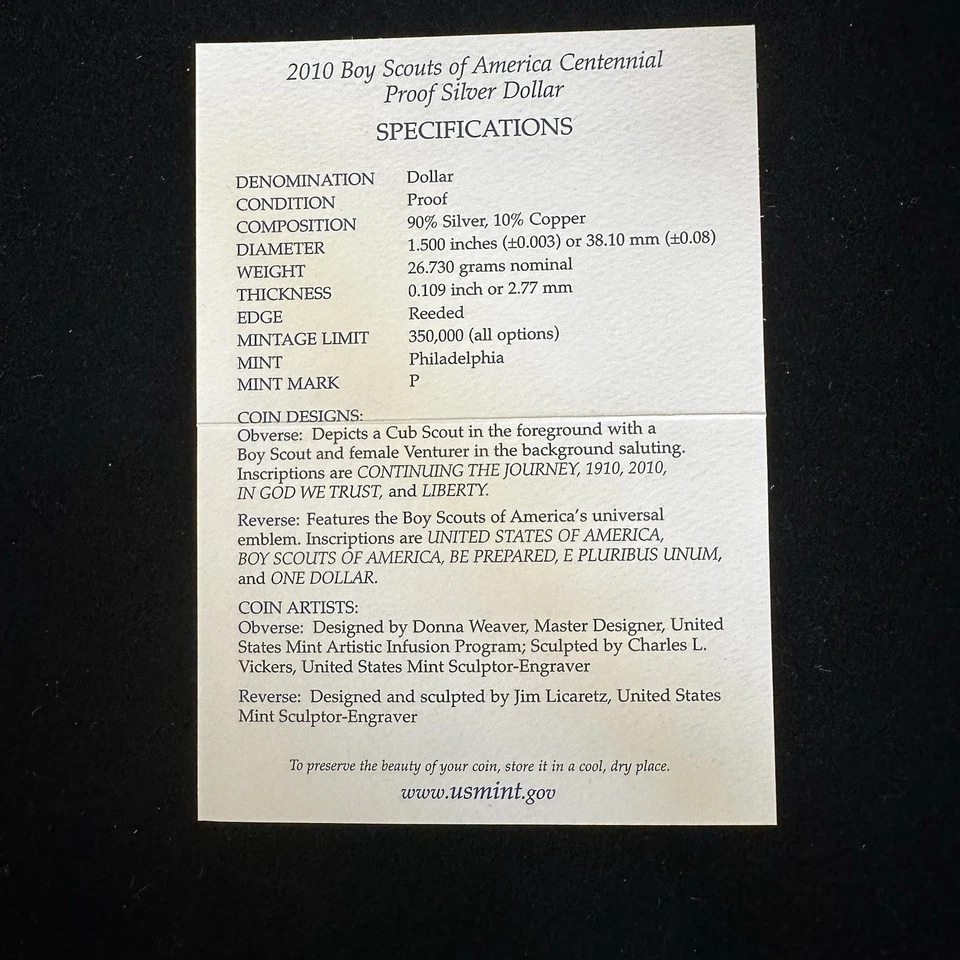 2010 Boy Scouts of America Centennial
Proof Silver Dollar
SPECIFICATIONS
DENOMINATION Dollar
CONDITION Proof
COMPOSITION 90% Silver, 10% Copper
DIAMETER 1.500 inches (±0.003) or 38.10 mm (±0.08)
WEIGHT 26.730 grams nominal
THICKNESS 0.109 inch or 2.77 mm
EDGE Reeded
MINTAGE LIMIT 350,000 (all options)
MINT Philadelphia
MINT MARK P
COIN DESIGNS:
Obverse: Depicts a Cub Scout in the foreground with a
Boy Scout and female Venturer in the background saluting.
Inscriptions are CONTINUING THE JOURNEY, 1910, 2010,
IN GOD WE TRUST, and LIBERTY.
Reverse: Features the Boy Scouts of America's universal
emblem. Inscriptions are UNITED STATES OF AMERICA,
BOY SCOUTS OF AMERICA, BE PREPARED, E PLURIBUS UNUM,
and ONE DOLLAR.
COIN ARTISTS:
Obverse: Designed by Donna Weaver, Master Designer, United
States Mint Artistic Infusion Program; Sculpted by Charles L.
Vickers, United States Mint Sculptor-Engraver
Reverse: Designed and sculpted by Jim Licaretz, United States
Mint Sculptor-Engraver
To preserve the beauty of your coin, store it in a cool, dry place.
www.usmint.gov